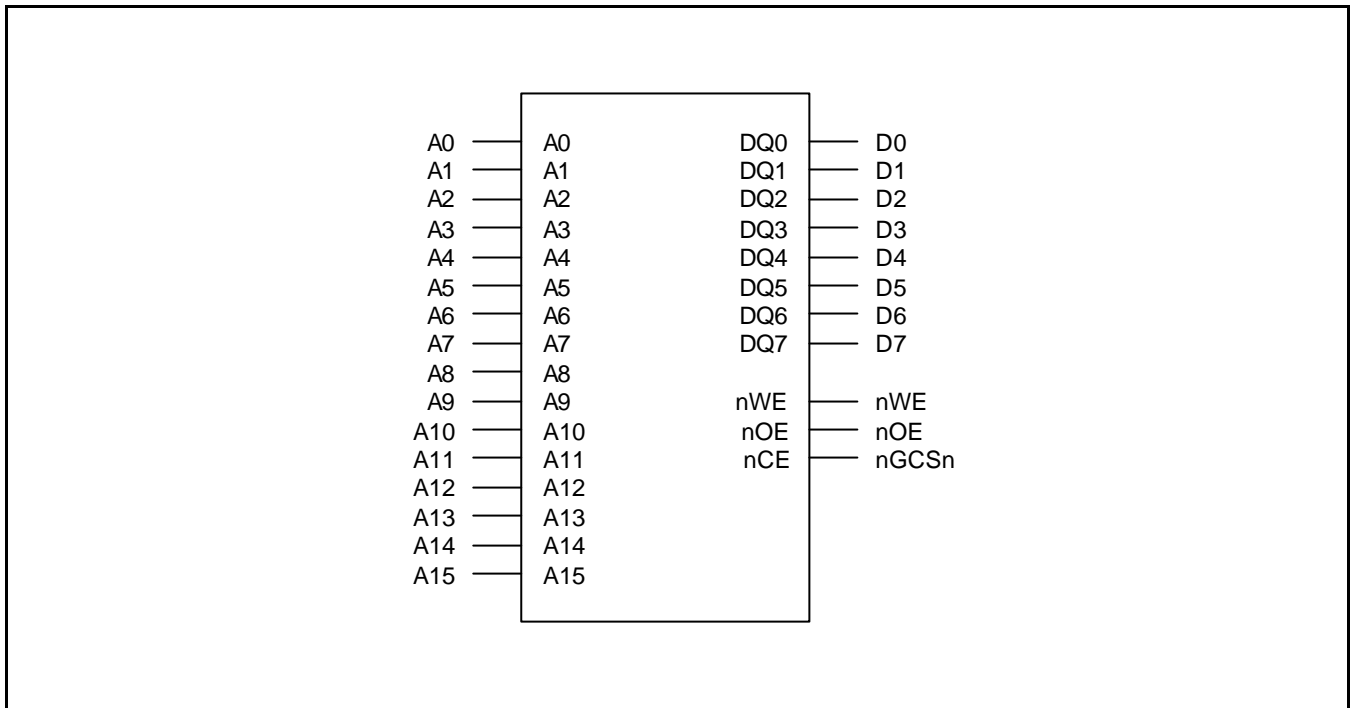 A0 A0 DQ0 D0
A1 A1 DQ1 D1
A2 A2 DQ2 D2
A3 A3 DQ3 D3
A4 A4 DQ4 D4
A5 A5 DQ5 D5
A6 A6 DQ6 D6
A7 A7 DQ7 D7
A8 A8
A9 A9 nWE nWE
A10 A10 nOE nOE
A11 A11 nCE nGCSn
A12 A12
A13 A13
A14 A14
A15 A15